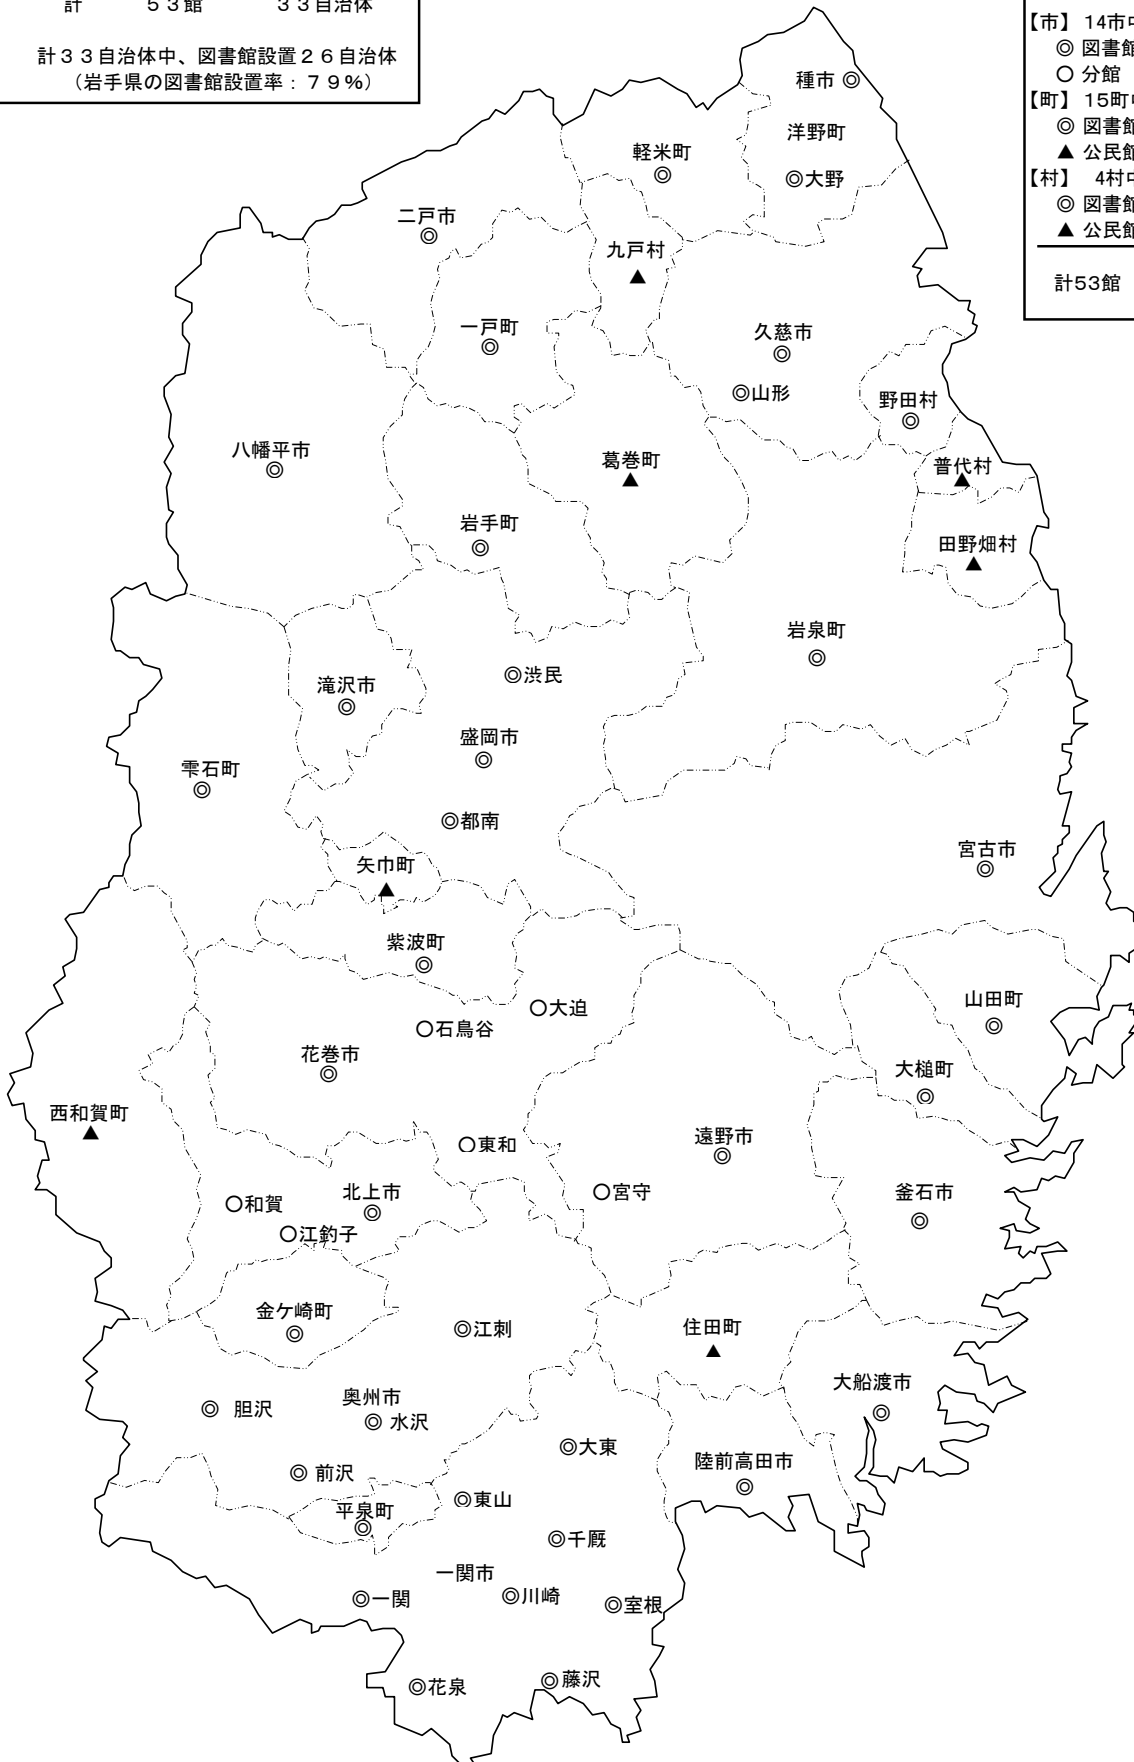 計 ５３館 ３３自治体
計３３自治体中、図書館設置２６自治体
（岩手県の図書館設置率：７９％）
【市】 14市中
◎ 図書館
○ 分館
【町】 15町中
◎ 図書館
▲ 公民館
【村】 4村中
◎ 図書館
▲ 公民館
計53館
種市 ◎
洋野町
◎大野
軽米町
◎
二戸市
◎
九戸村
▲
一戸町
◎
久慈市
◎
◎山形
野田村
◎
八幡平市
◎
葛巻町
▲
普代村
▲
岩手町
◎
田野畑村
▲
岩泉町
◎
◎渋民
滝沢市
◎
盛岡市
◎
雫石町
◎
◎都南
矢巾町
▲
宮古市
◎
紫波町
◎
○大迫
○石鳥谷
山田町
◎
花巻市
◎
大槌町
◎
西和賀町
▲
○東和
遠野市
◎
○宮守
○和賀
北上市
◎
○江釣子
釜石市
◎
金ケ崎町
◎
◎江刺
住田町
▲
大船渡市
◎
奥州市
◎ 水沢
◎ 胆沢
◎大東
陸前高田市
◎
◎ 前沢
◎東山
平泉町
◎
◎千厩
一関市
◎一関
◎川崎
◎室根
◎花泉
◎藤沢